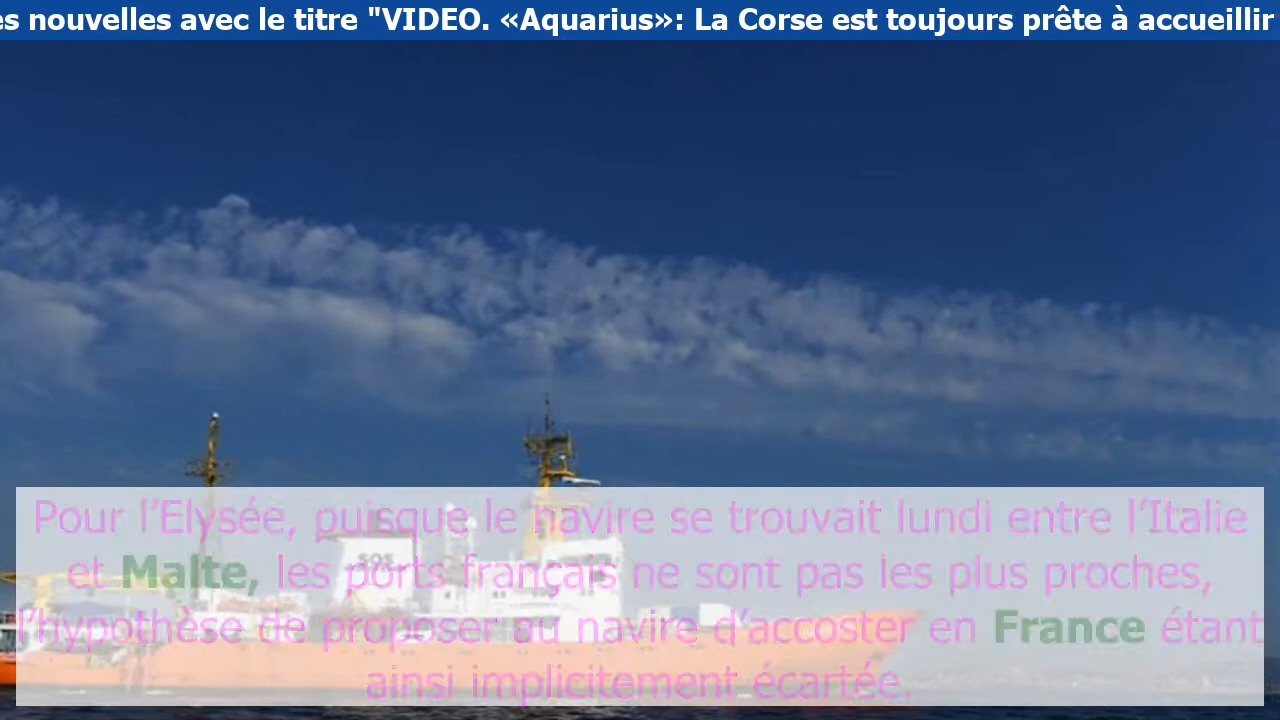 es nouvelles avec le titre "VIDEO. «Aquarius»: La Corse est toujours prête à accueillir
Pour l’Elysée, puisque le navire se trouvait lundi entre l’Italie
et Malte, les ports français ne sont pas les plus proches,
l’hypothèse de proposer au navire d’accoster en France étant
ainsi implicitement écartée.
SOS